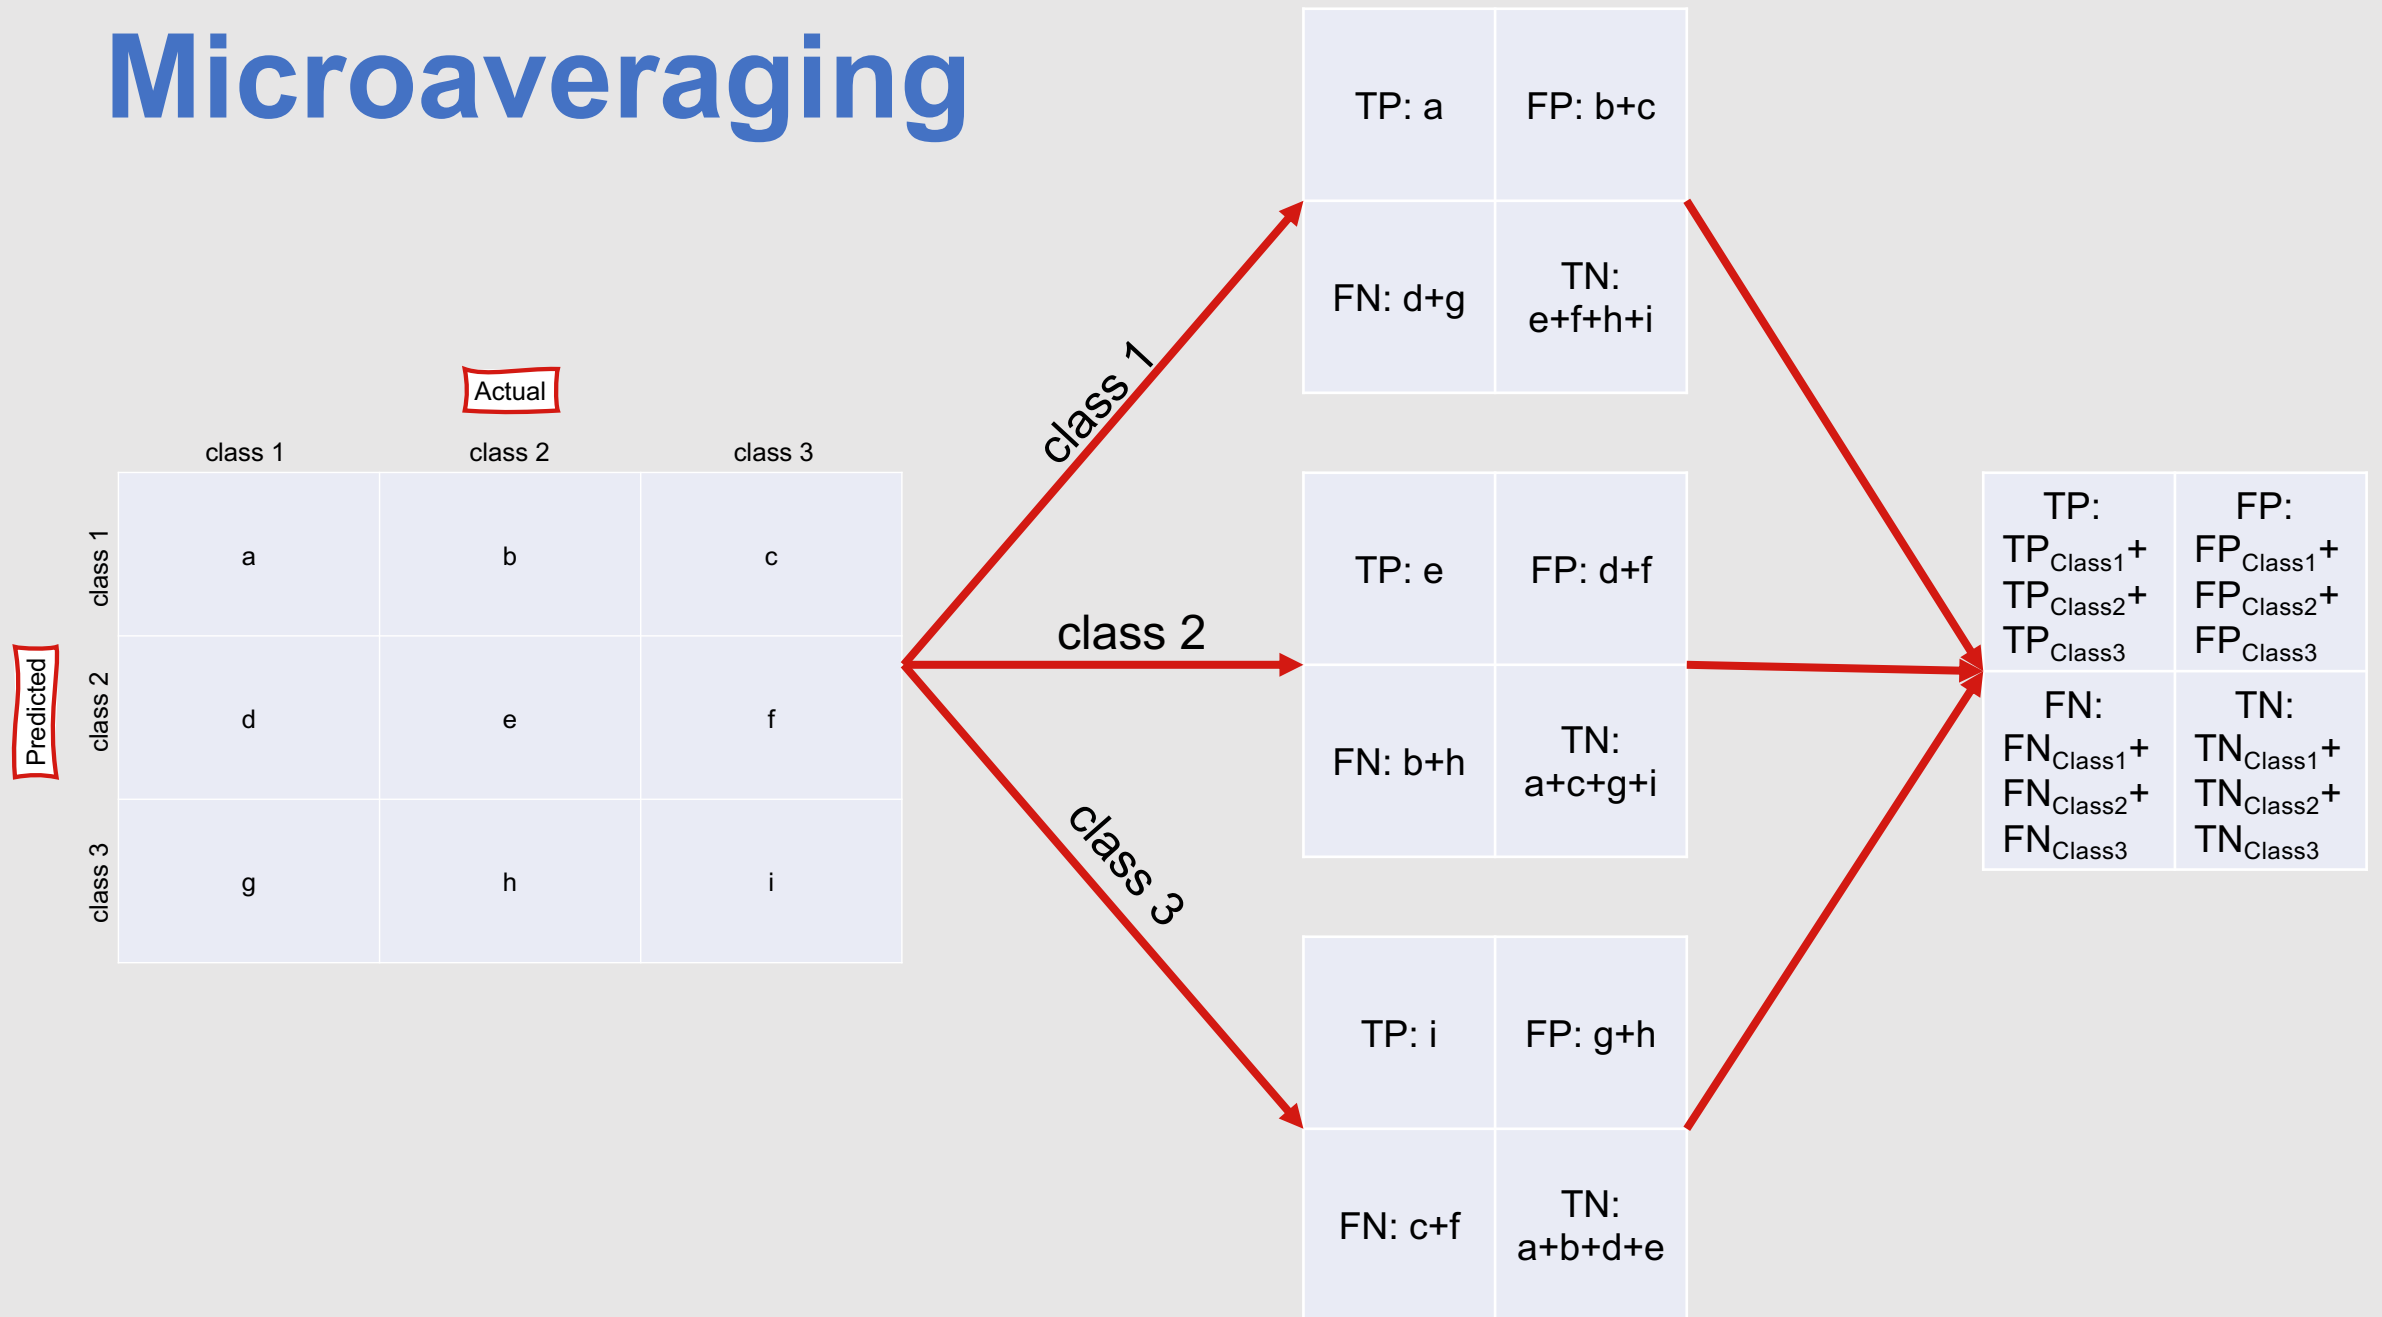 Microaveraging
Actual
class 1 class 2 class 3
Predicted
class 1
a b c
class 2
d e f
class 3
g h i
class 1
class 2
class 3
TP: a
FP: b+c
FN: d+g
TN:
e+f+h+i
TP: e
FP: d+f
FN: b+h
TN:
a+c+g+i
TP: i
FP: g+h
FN: c+f
TN:
a+b+d+e
TP:
TPClass1+
TPClass2+
TPClass3
FP:
FPClass1+
FPClass2+
FPClass3
FN:
FNClass1+
FNClass2+
FNClass3
TN:
TNClass1+
TNClass2+
TNClass3